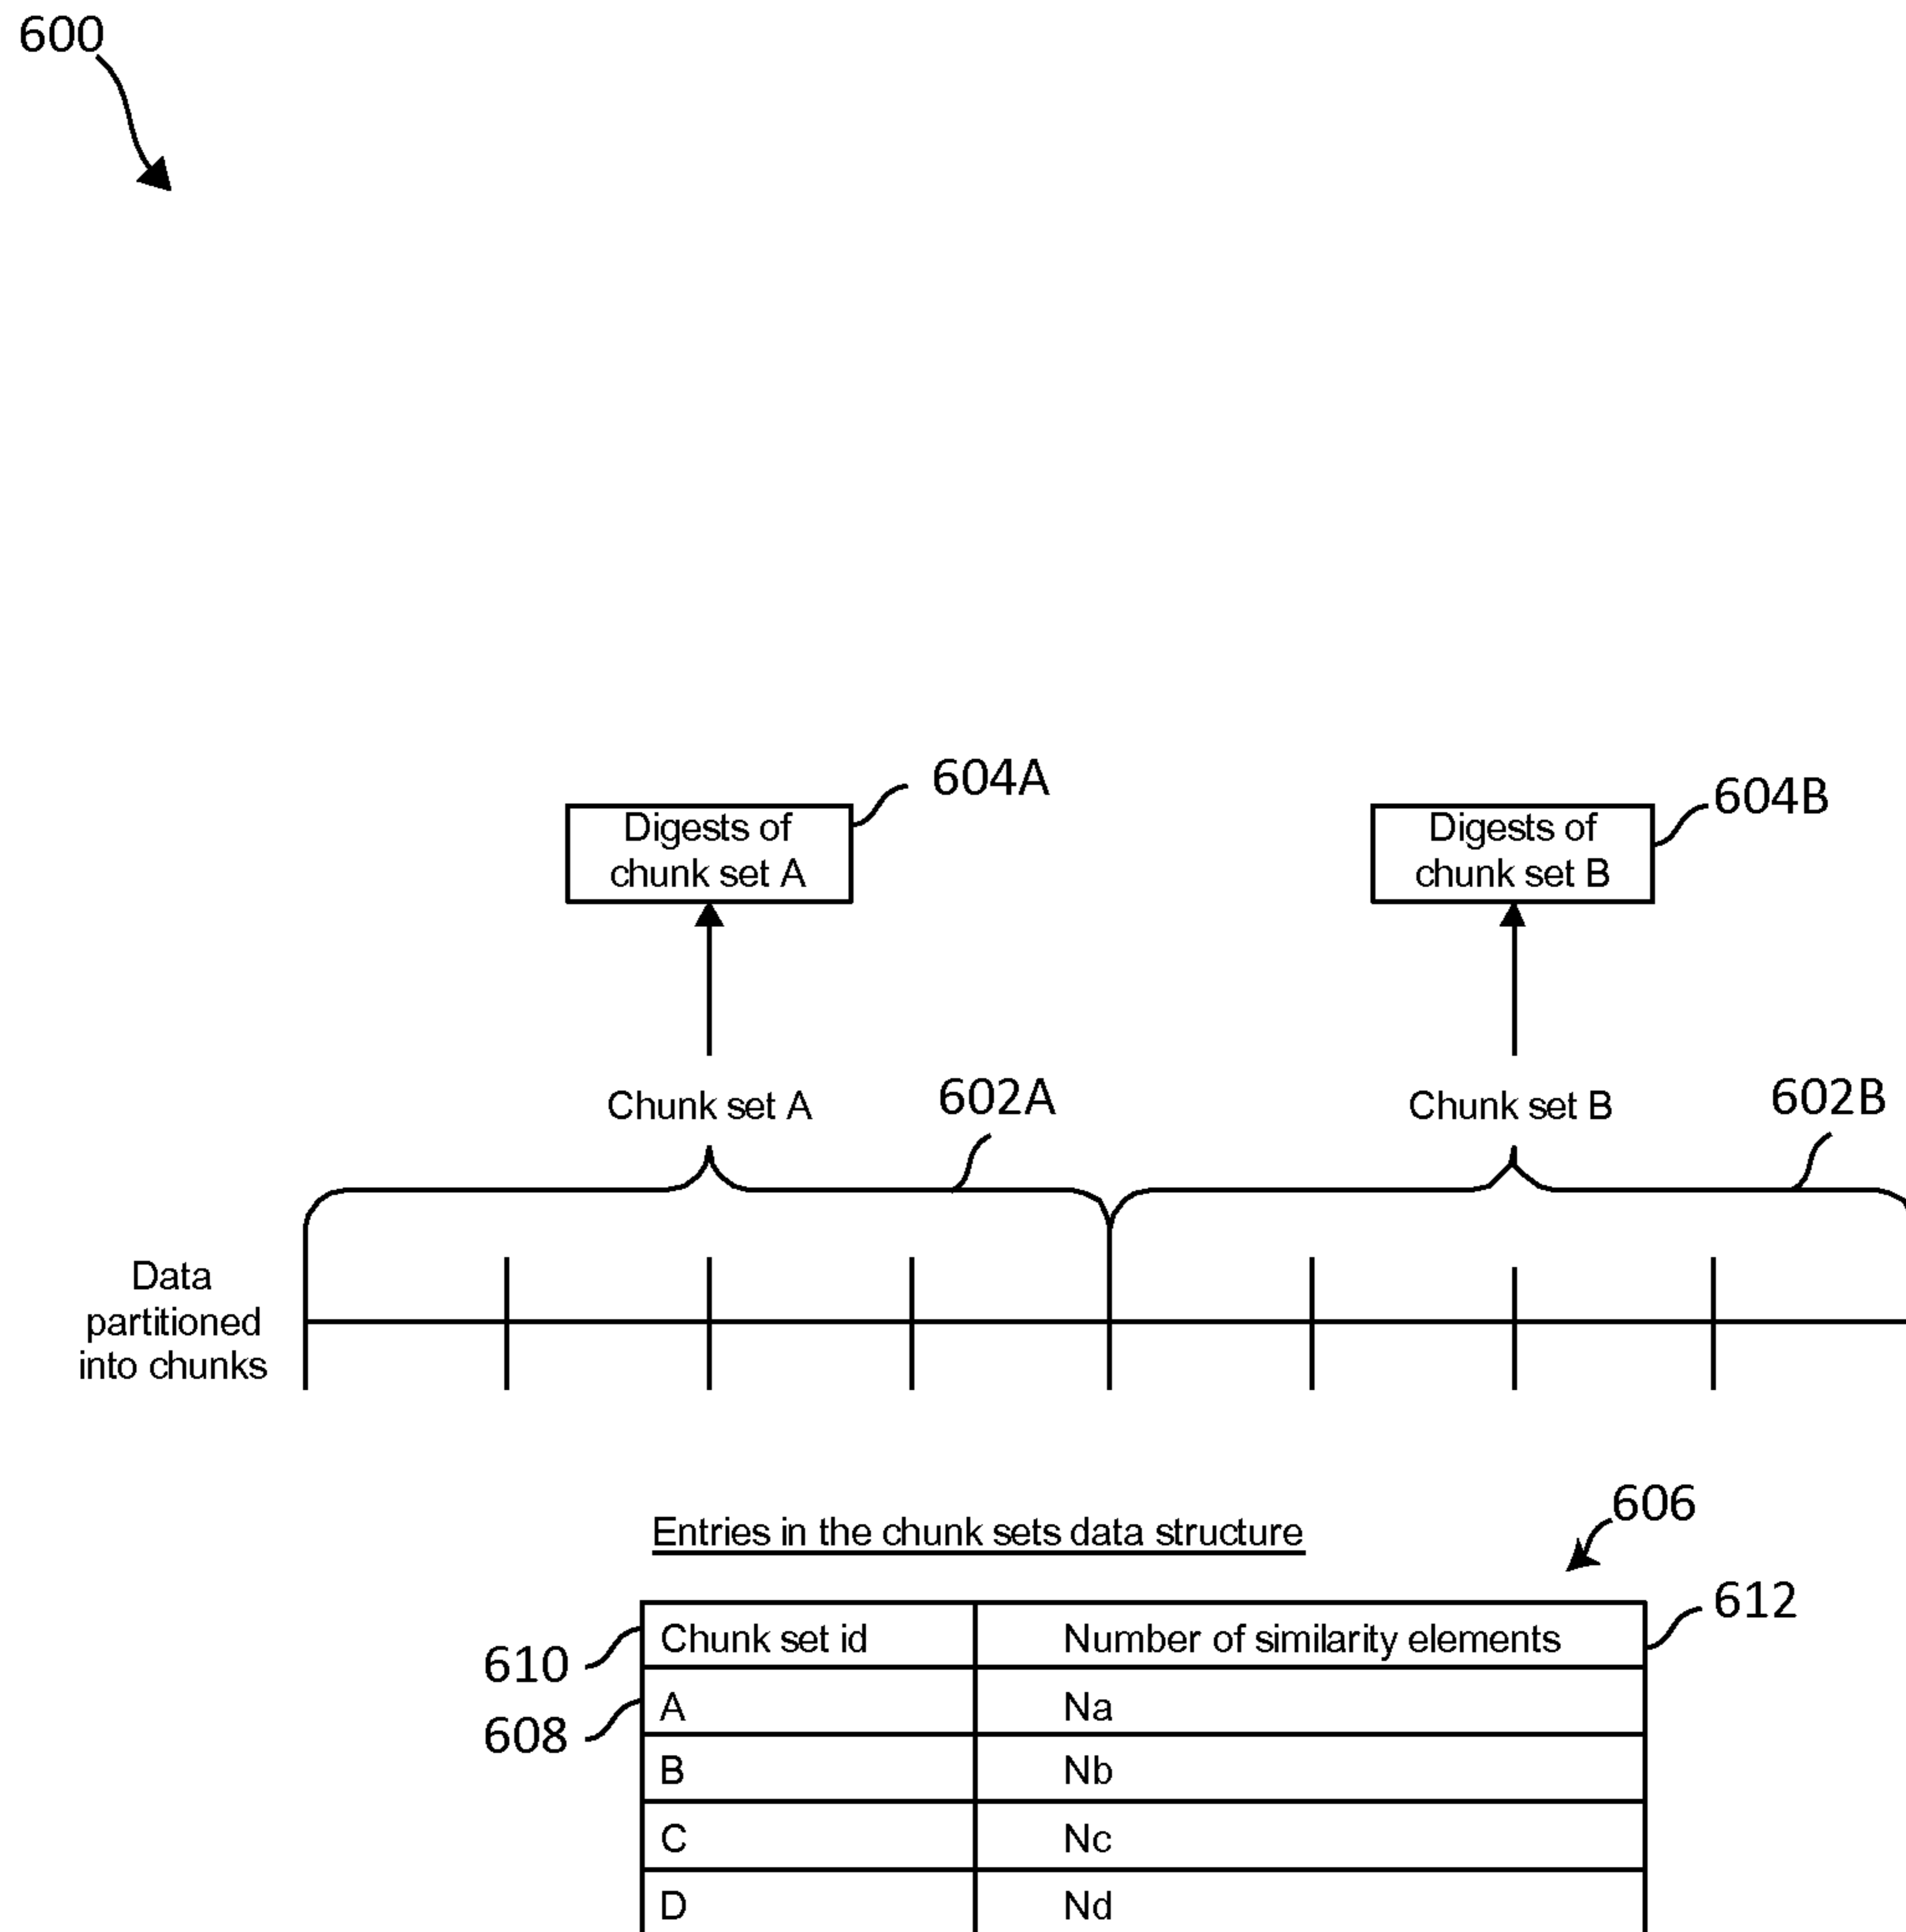 600
604A
604B
Digests of
chunk set A
Digests of
chunk set B
Chunk set A
602A
Chunk set B
602B
Data
partitioned
into chunks
606
Entries in the chunk sets data structure
612
610
Chunk set id
Number of similarity elements
608
A
Na
B
Nb
C
Nc
D
Nd